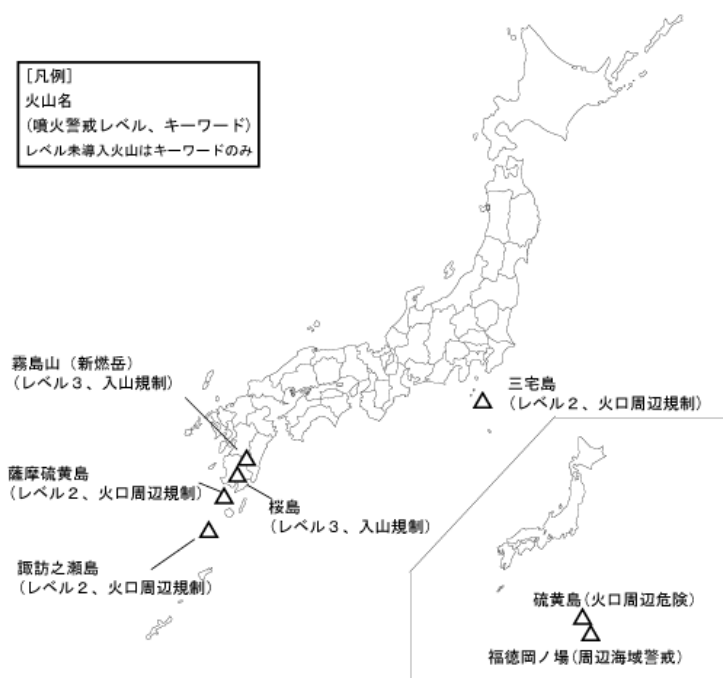 [凡例]
火山名
(噴火警戒レベル、キーワード)
レベル未導入火山はキーワードのみ
霧島山（新燃岳）
(レベル３、入山規制)
三宅島
(レベル２、火口周辺規制)
薩摩硫黄島
(レベル２、火口周辺規制)
桜島
(レベル３、入山規制)
諏訪之瀬島
(レベル２、火口周辺規制)
硫黄島(火口周辺危険)
福徳岡ノ場(周辺海域警戒)